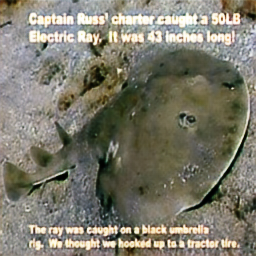 Captain Russ' charter caught a 50LB
Electric Ray. It was 43 inches long!
The ray was caught on a black umbrella
rig. We thought we hooked up to a tractor tire.